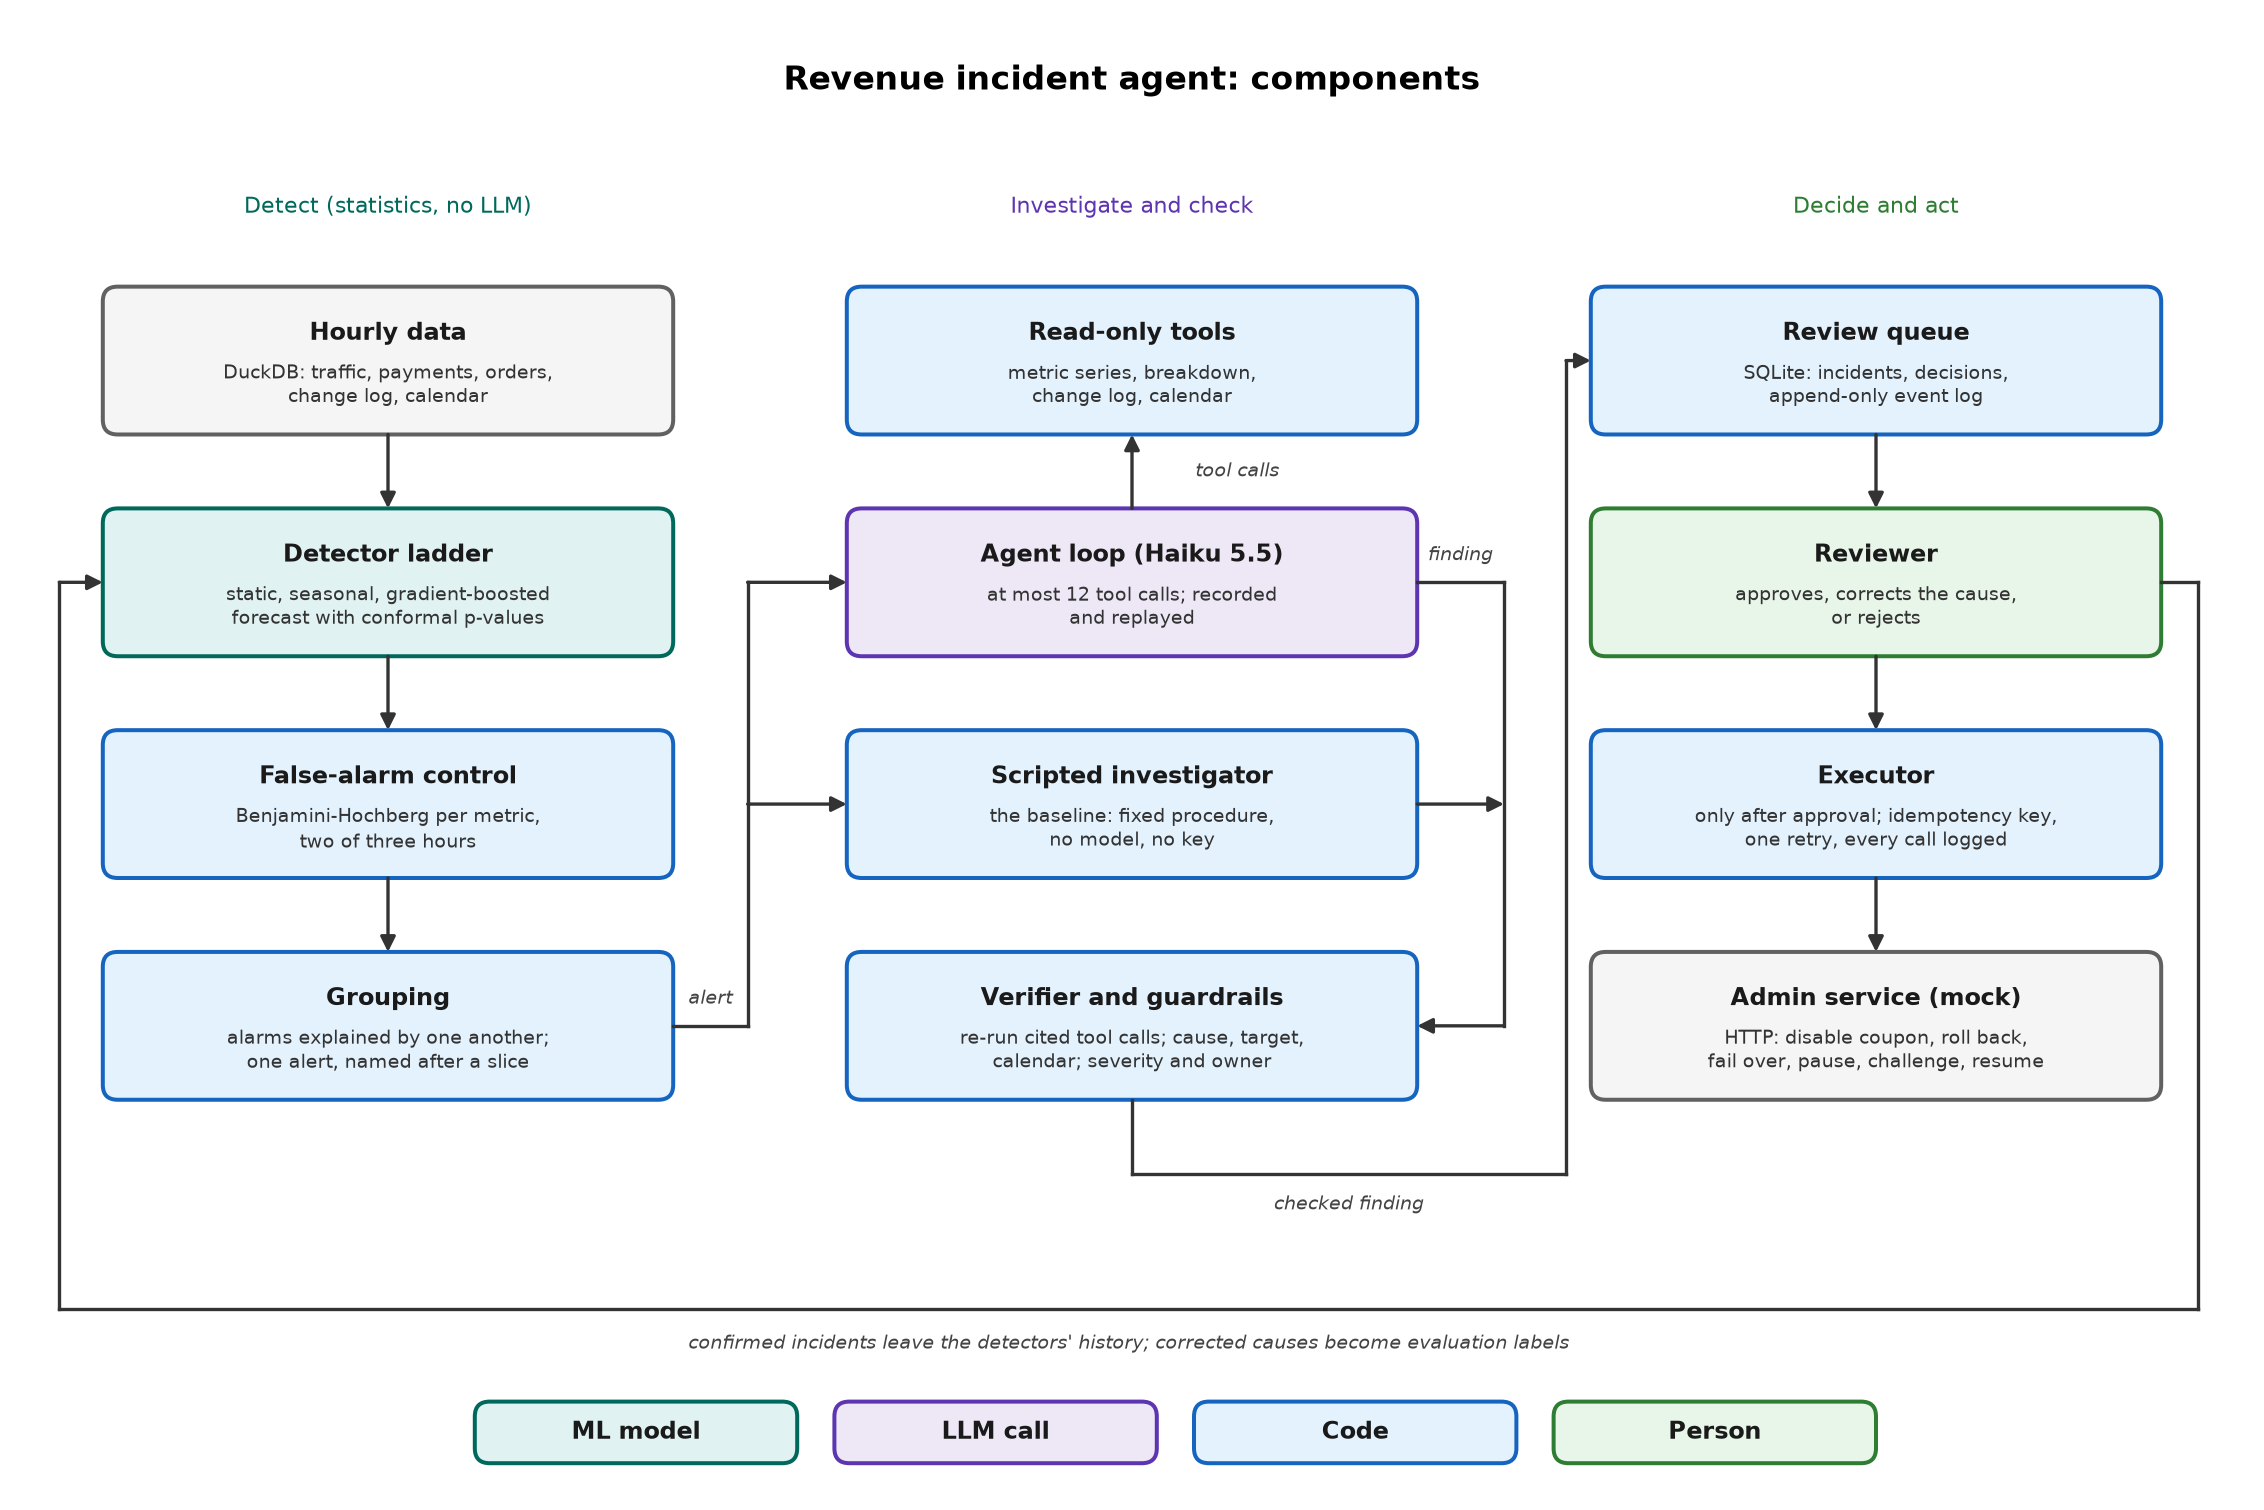 Revenue incident agent: components
Detect (statistics, no LLM)
Hourly data
DuckDB: traffic, payments, orders,
change log, calendar
Detector ladder
static, seasonal, gradient-boosted
forecast with conformal p-values
False-alarm control
Benjamini-Hochberg per metric,
two of three hours
Grouping
alarms explained by one another;
one alert, named after a slice
alert
Investigate and check
Read-only tools
metric series, breakdown,
change log, calendar
tool calls
Agent loop (Haiku 5.5)
at most 12 tool calls; recorded
and replayed
finding
Scripted investigator
the baseline: fixed procedure,
no model, no key
Verifier and guardrails
re-run cited tool calls; cause, target,
calendar; severity and owner
checked finding
Decide and act
Review queue
SQLite: incidents, decisions,
append-only event log
Reviewer
approves, corrects the cause,
or rejects
Executor
only after approval; idempotency key,
one retry, every call logged
Admin service (mock)
HTTP: disable coupon, roll back,
fail over, pause, challenge, resume
confirmed incidents leave the detectors' history; corrected causes become evaluation labels
ML model
LLM call
Code
Person